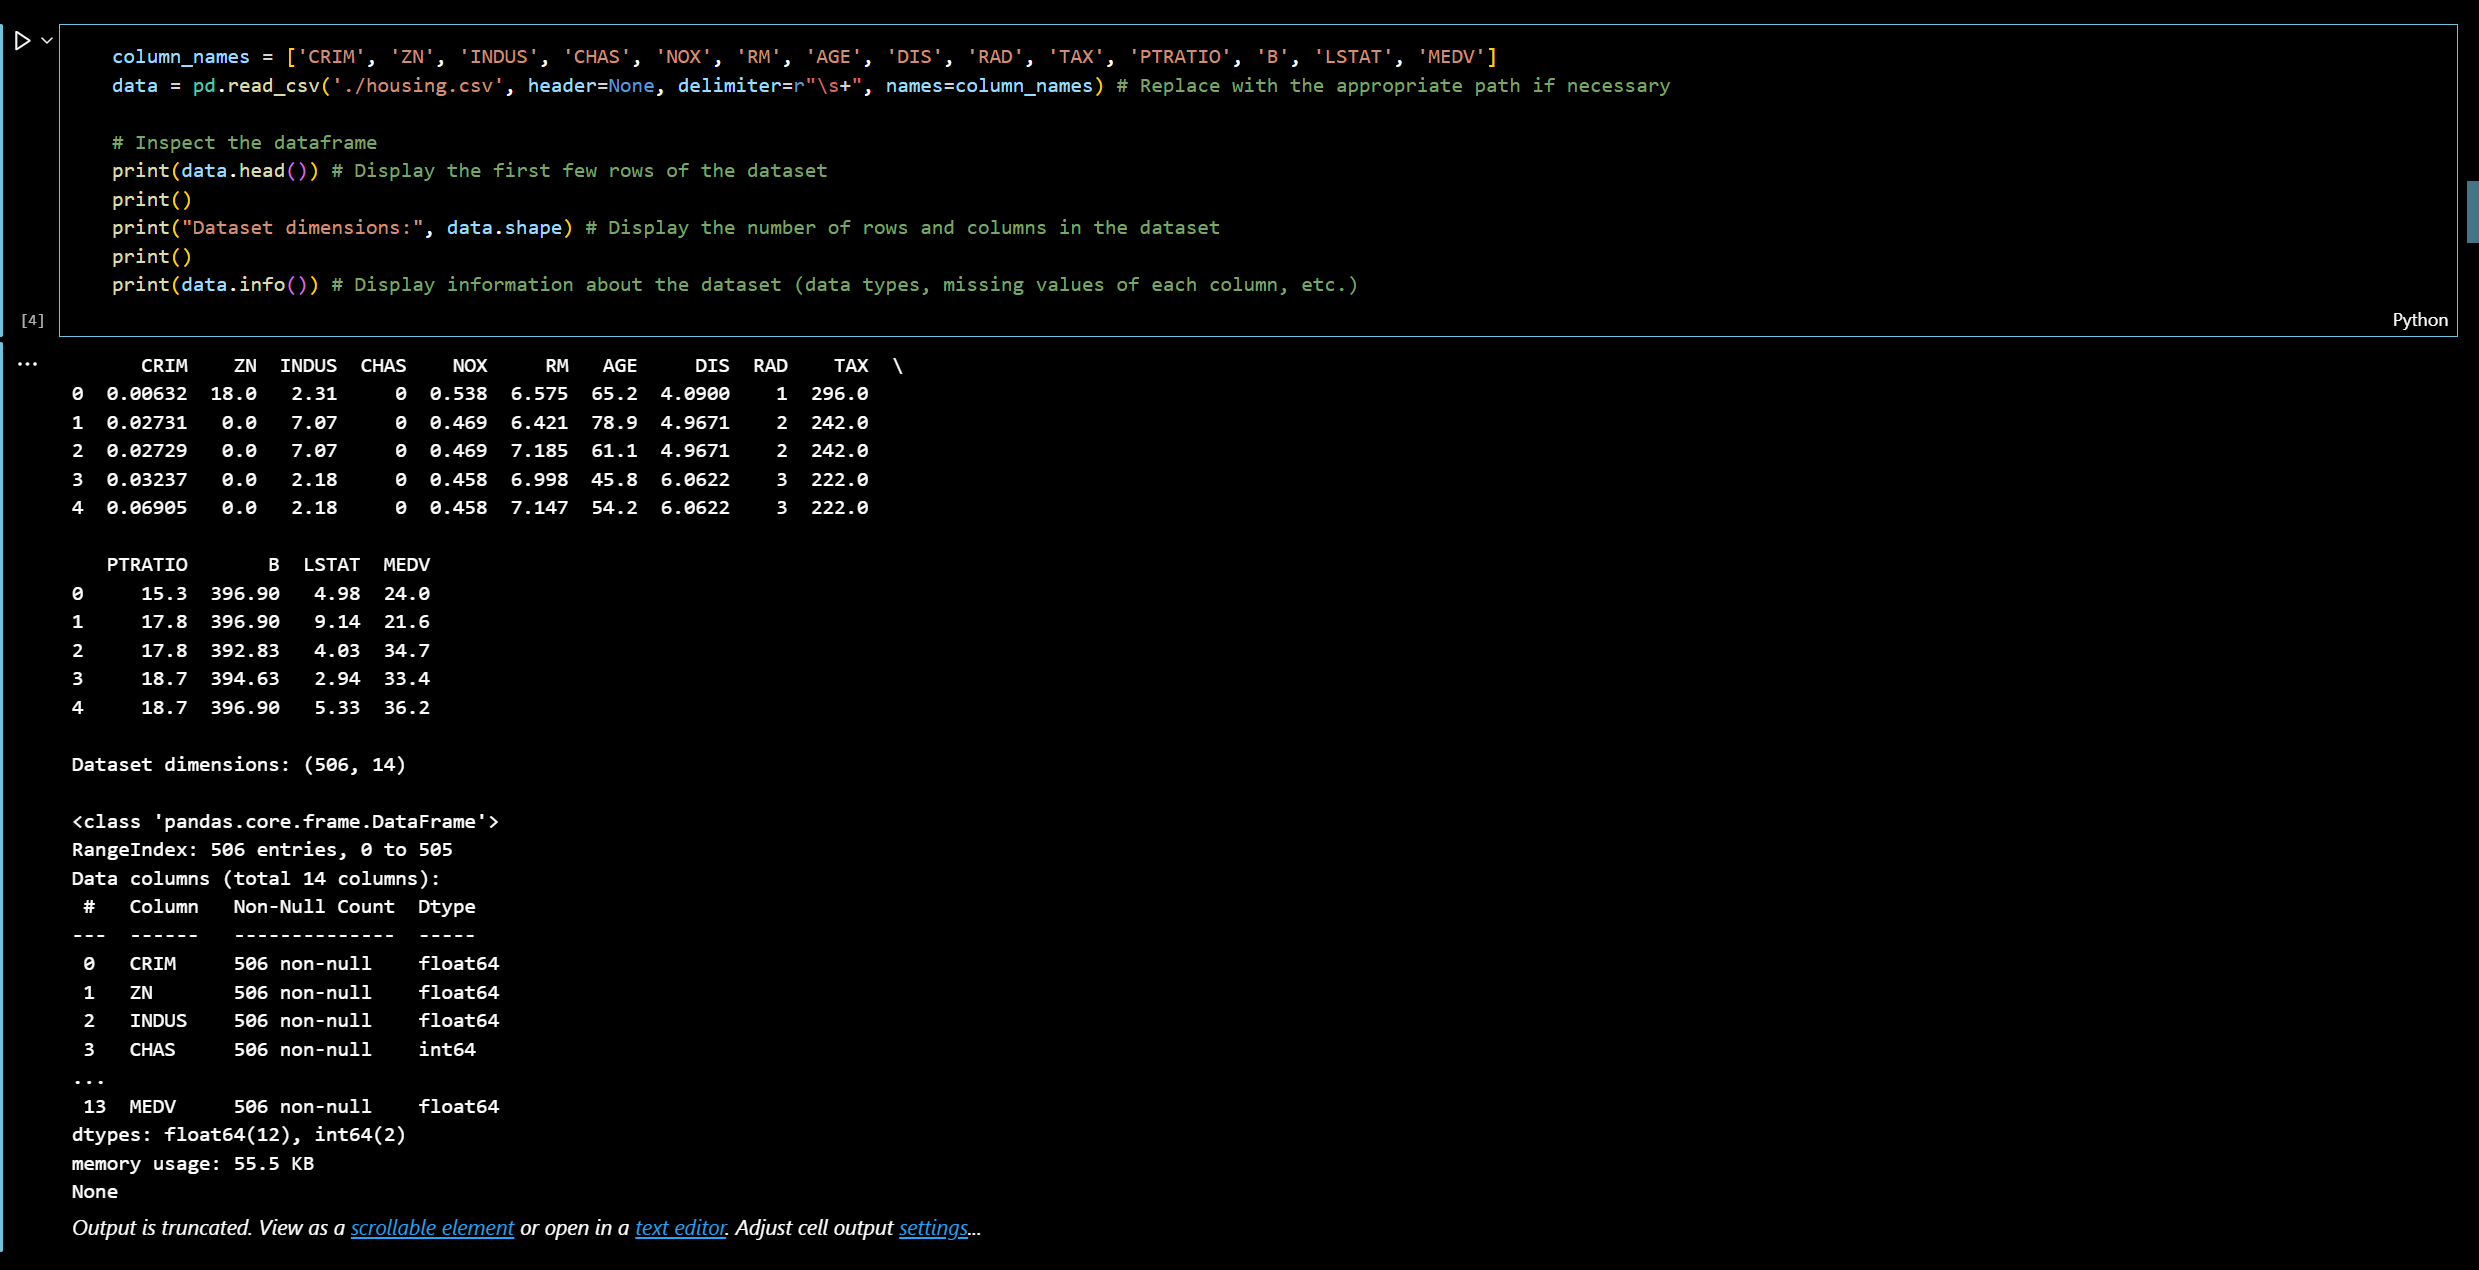 column_names = ['CRIM', 'ZN', 'INDUS', 'CHAS', 'NOX', 'RM', 'AGE', 'DIS', 'RAD', 'TAX', 'PTRATIO', 'B', 'LSTAT', 'MEDV']
data = pd.read_csv('./housing.csv', header=None, delimiter=r"\s+", names=column_names) # Replace with the appropriate path if necessary
# Inspect the dataframe
print(data.head()) # Display the first few rows of the dataset
print()
print("Dataset dimensions:", data.shape) # Display the number of rows and columns in the dataset
print()
print(data.info()) # Display information about the dataset (data types, missing values of each column, etc.)
[4]
Python
...
CRIM ZN INDUS CHAS NOX RM AGE DIS RAD TAX \
0 0.00632 18.0 2.31 0 0.538 6.575 65.2 4.0900 1 296.0
1 0.02731 0.0 7.07 0 0.469 6.421 78.9 4.9671 2 242.0
2 0.02729 0.0 7.07 0 0.469 7.185 61.1 4.9671 2 242.0
3 0.03237 0.0 2.18 0 0.458 6.998 45.8 6.0622 3 222.0
4 0.06905 0.0 2.18 0 0.458 7.147 54.2 6.0622 3 222.0
PTRATIO B LSTAT MEDV
0 15.3 396.90 4.98 24.0
1 17.8 396.90 9.14 21.6
2 17.8 392.83 4.03 34.7
3 18.7 394.63 2.94 33.4
4 18.7 396.90 5.33 36.2
Dataset dimensions: (506, 14)
<class 'pandas.core.frame.DataFrame'>
RangeIndex: 506 entries, 0 to 505
Data columns (total 14 columns):
# Column Non-Null Count Dtype
--- ------ -------------- -----
0 CRIM 506 non-null float64
1 ZN 506 non-null float64
2 INDUS 506 non-null float64
3 CHAS 506 non-null int64
...
13 MEDV 506 non-null float64
dtypes: float64(12), int64(2)
memory usage: 55.5 KB
None
Output is truncated. View as a scrollable element or open in a text editor. Adjust cell output settings...